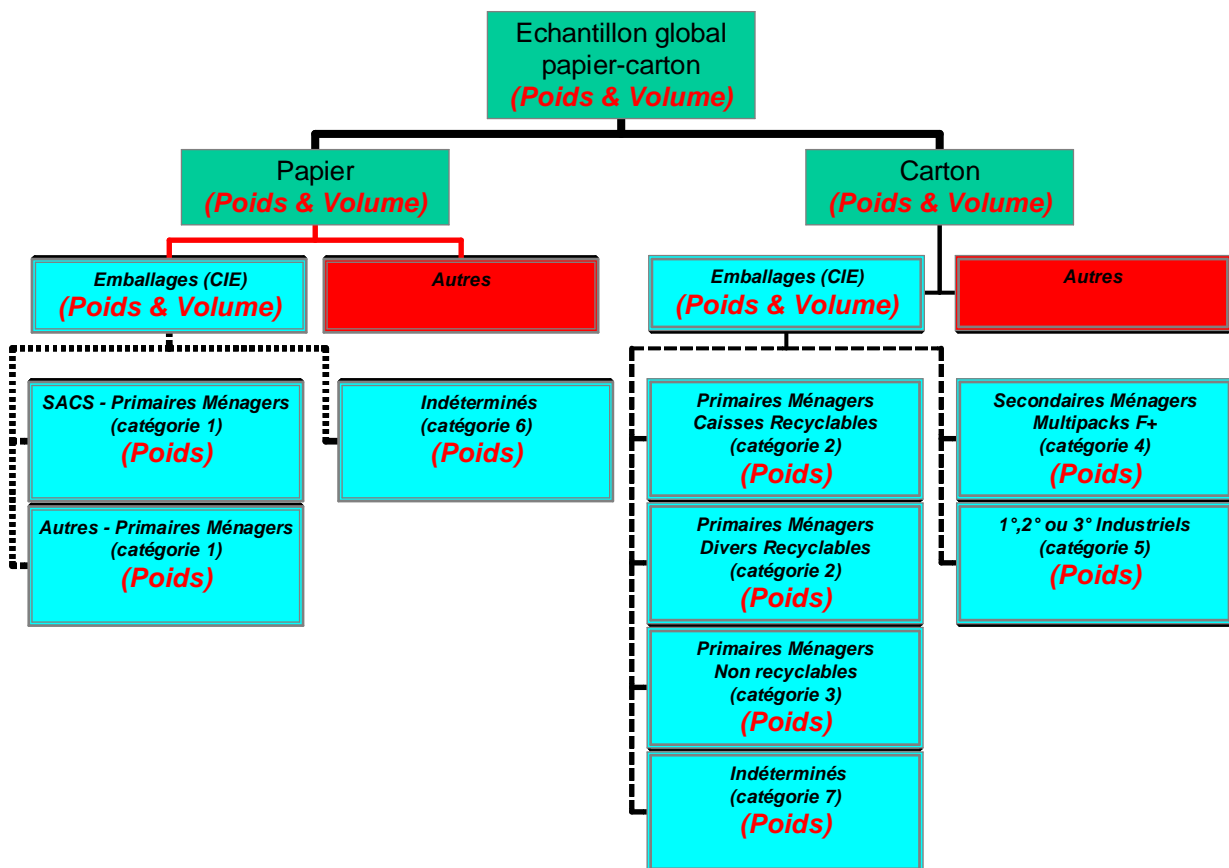 Echantillon global
papier-carton
(Poids & Volume)
Papier
(Poids & Volume)
Carton
(Poids & Volume)
Emballages (CIE)
(Poids & Volume)
Autres
Emballages (CIE)
(Poids & Volume)
Autres
SACS - Primaires Ménagers
(catégorie 1)
(Poids)
Indéterminés
(catégorie 6)
(Poids)
Primaires Ménagers
Caisses Recyclables
(catégorie 2)
(Poids)
Secondaires Ménagers
Multipacks F+
(catégorie 4)
(Poids)
Autres - Primaires Ménagers
(catégorie 1)
(Poids)
Primaires Ménagers
Divers Recyclables
(catégorie 2)
(Poids)
1°,2° ou 3° Industriels
(catégorie 5)
(Poids)
Primaires Ménagers
Non recyclables
(catégorie 3)
(Poids)
Indéterminés
(catégorie 7)
(Poids)